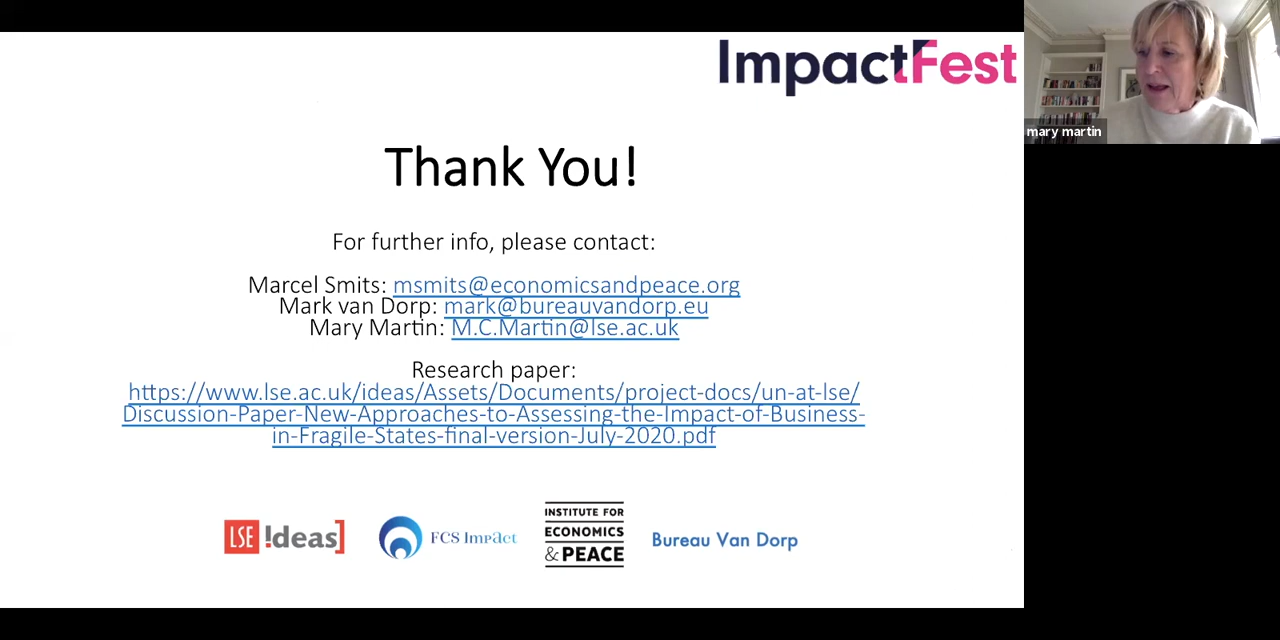 ImpactFest
mary martin
Thank You!
For further info, please contact:
Marcel Smits: msmits@economicsandpeace.org
Mark van Dorp: mark@bureauvandorp.eu
Mary Martin: M.C.Martin@lse.ac.uk
Research paper:
https://www.lse.ac.uk/ideas/Assets/Documents/project-docs/un-at-lse/
Discussion-Paper-New-Approaches-to-Assessing-the-Impact-of-Business-
in-Fragile-States-final-version-July-2020.pdf
LSE !deas]
FCS Impact
INSTITUTE FOR
ECONOMICS
& PEACE
Bureau Van Dorp